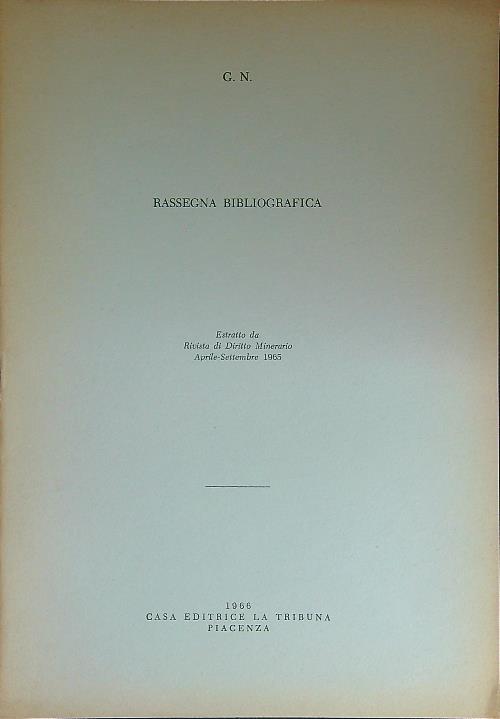 G. N.
RASSEGNA BIBLIOGRAFICA
Estratto da
Rivista di Diritto Minerario
Aprile-Settembre 1965
1966
CASA EDITRICE LA TRIBUNA
PIACENZA